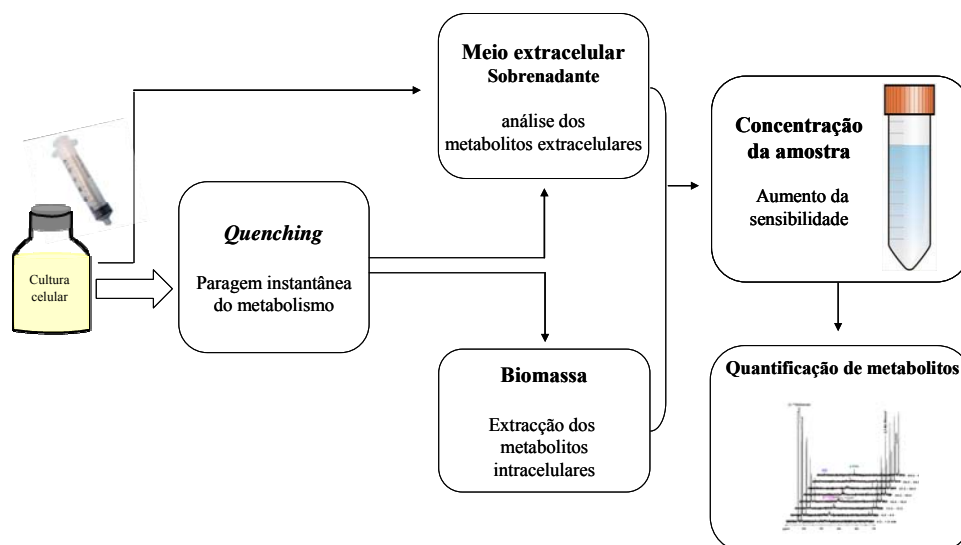 Cultura
celular
Quenching
Paragem instantânea
do metabolismo
Meio extracelular
Sobrenadante
análise dos
metabolitos extracelulares
Biomassa
Extracção dos
metabolitos
intracelulares
Concentração
da amostra
Aumento da
sensibilidade
Quantificação de metabolitos